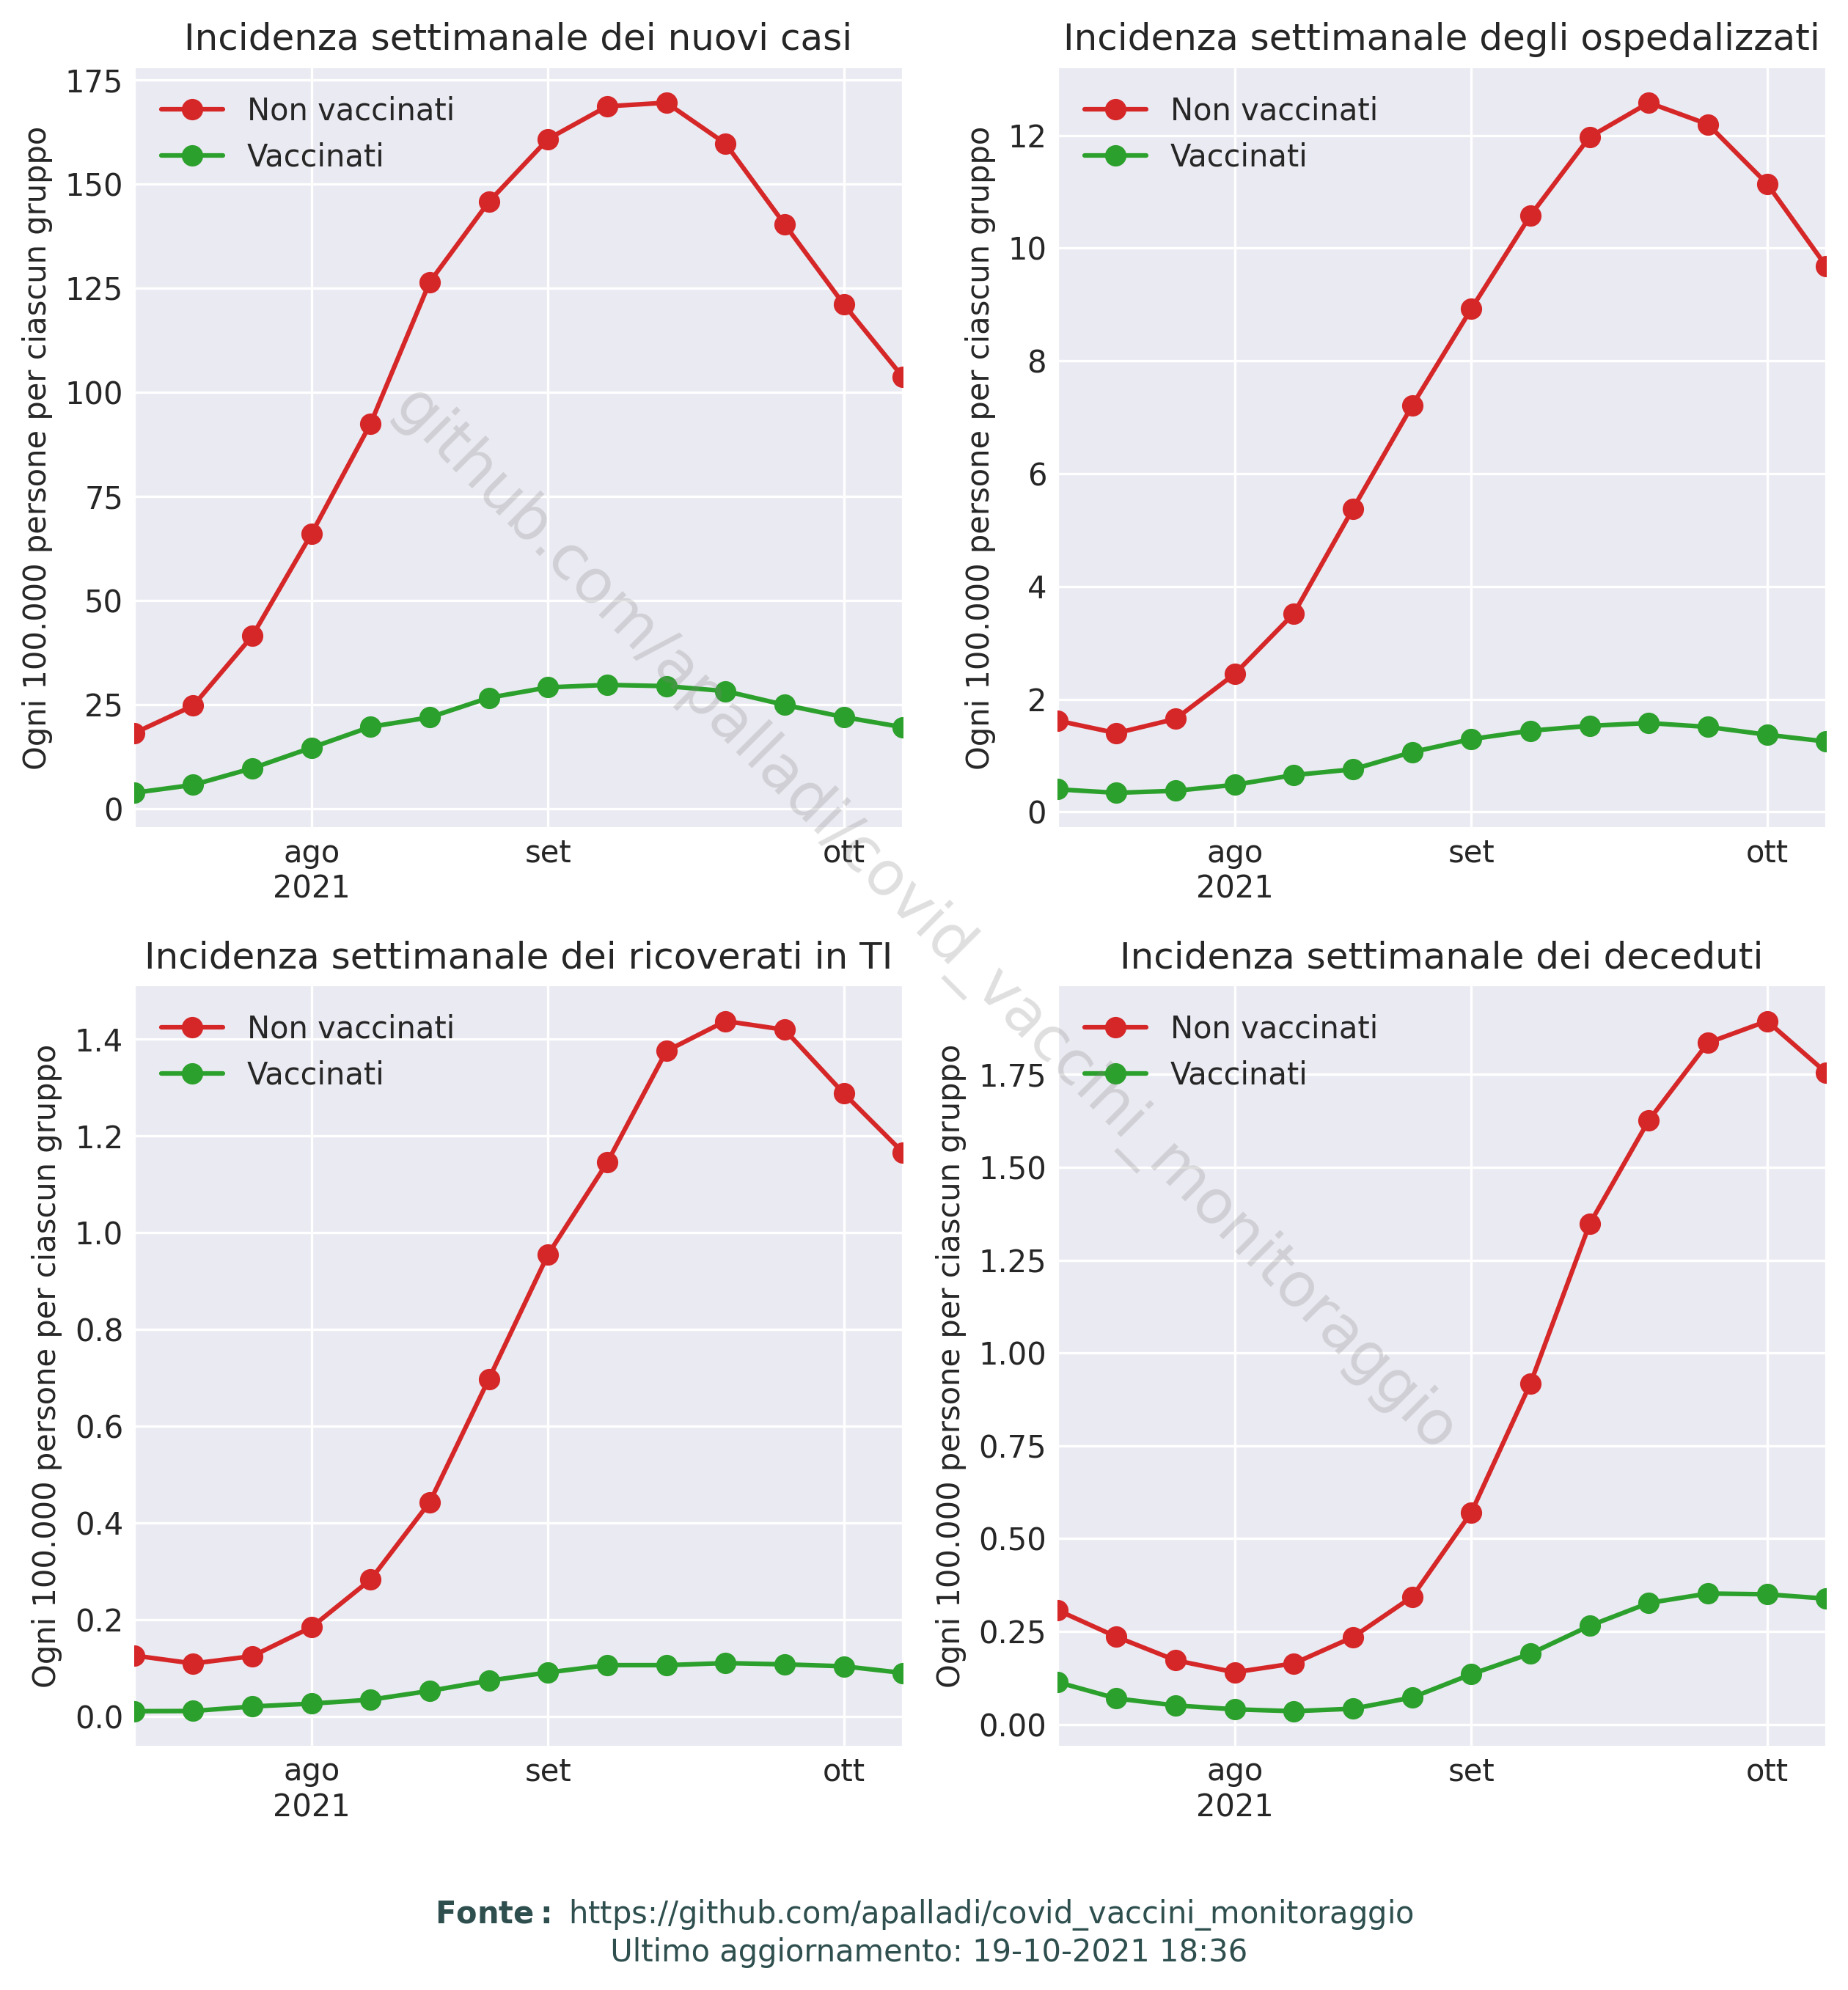 Incidenza settimanale dei nuovi casi
Ogni 100.000 persone per ciascun gruppo
175
150
125
100
75
50
25
0
Non vaccinati
Vaccinati
ago
2021
set
ott
Incidenza settimanale degli ospedalizzati
Ogni 100.000 persone per ciascun gruppo
12
10
8
6
4
2
0
Non vaccinati
Vaccinati
ago
2021
set
ott
Incidenza settimanale dei ricoverati in TI
Ogni 100.000 persone per ciascun gruppo
1.4
1.2
1.0
0.8
0.6
0.4
0.2
0.0
Non vaccinati
Vaccinati
ago
2021
set
ott
Incidenza settimanale dei deceduti
Ogni 100.000 persone per ciascun gruppo
1.75
1.50
1.25
1.00
0.75
0.50
0.25
0.00
Non vaccinati
Vaccinati
ago
2021
set
ott
github.com/apalladi/covid_vaccini_monitoraggio
Fonte: https://github.com/apalladi/covid_vaccini_monitoraggio
Ultimo aggiornamento: 19-10-2021 18:36